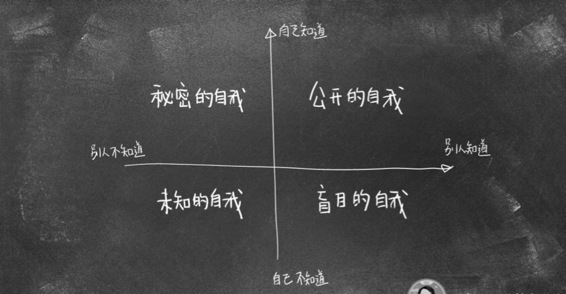 自己知道
秘密的自我
公开的自我
别人不知道
别人知道
未知的自我
盲目的自我
自己不知道